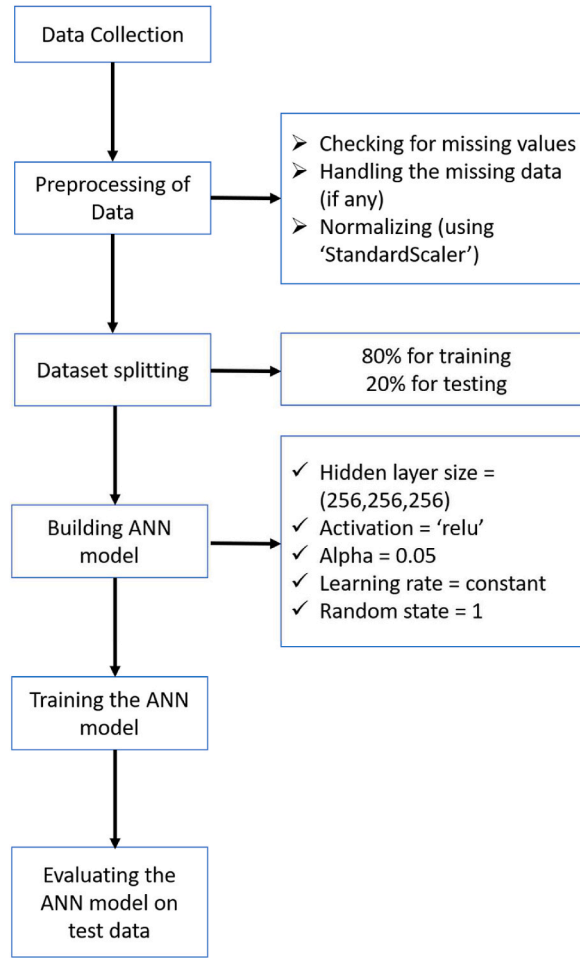 Data Collection
Preprocessing of
Data
➢ Checking for missing values
➢ Handling the missing data
(if any)
➢ Normalizing (using
‘StandardScaler’)
Dataset splitting
80% for training
20% for testing
Building ANN
model
✓ Hidden layer size =
(256,256,256)
✓ Activation = ‘relu’
✓ Alpha = 0.05
✓ Learning rate = constant
✓ Random state = 1
Training the ANN
model
Evaluating the
ANN model on
test data